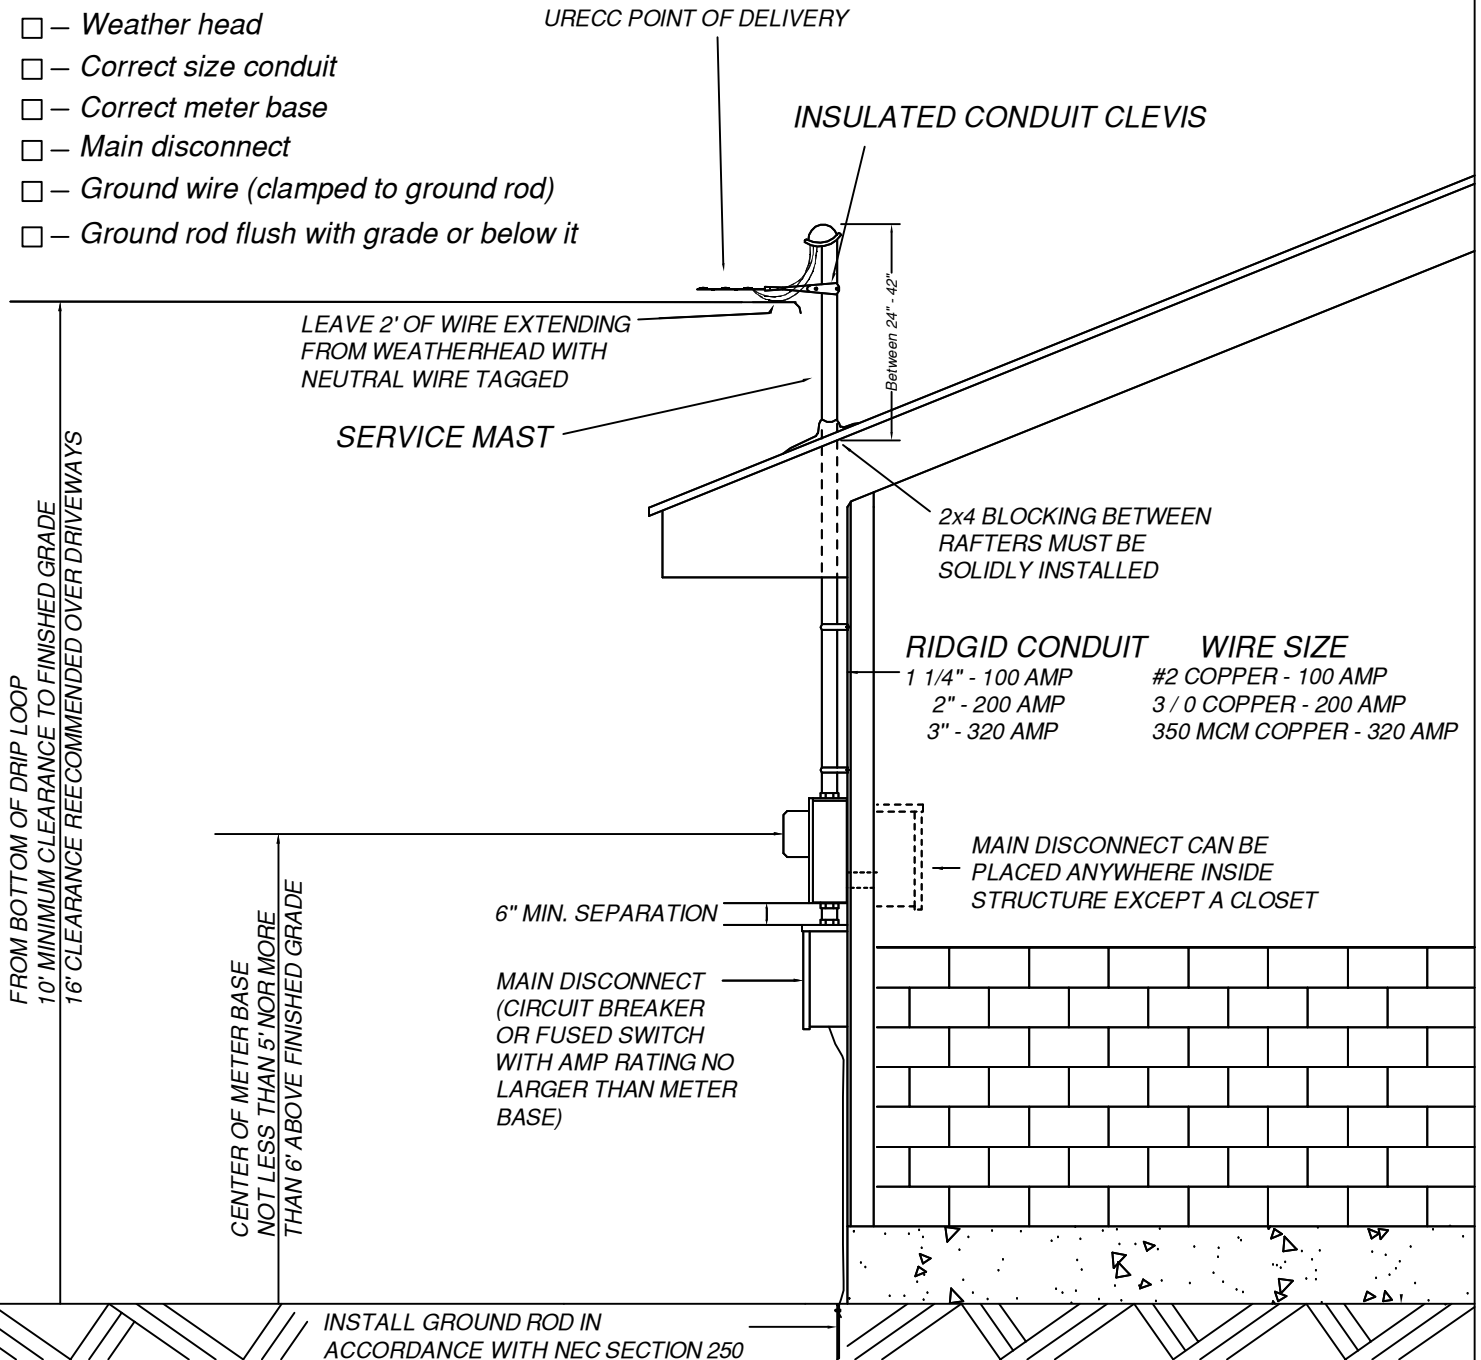 – Weather head
– Correct size conduit
– Correct meter base
– Main disconnect
– Ground wire (clamped to ground rod)
– Ground rod flush with grade or below it
URECC POINT OF DELIVERY
INSULATED CONDUIT CLEVIS
Between 24" - 42"
LEAVE 2' OF WIRE EXTENDING
FROM WEATHERHEAD WITH
NEUTRAL WIRE TAGGED
SERVICE MAST
2x4 BLOCKING BETWEEN
RAFTERS MUST BE
SOLIDLY INSTALLED
FROM BOTTOM OF DRIP LOOP
10' MINIMUM CLEARANCE TO FINISHED GRADE
16' CLEARANCE REECOMMENDED OVER DRIVEWAYS
RIDGID CONDUIT
1 1/4" - 100 AMP
2" - 200 AMP
3" - 320 AMP
WIRE SIZE
#2 COPPER - 100 AMP
3 / 0 COPPER - 200 AMP
350 MCM COPPER - 320 AMP
MAIN DISCONNECT CAN BE
PLACED ANYWHERE INSIDE
STRUCTURE EXCEPT A CLOSET
6" MIN. SEPARATION
MAIN DISCONNECT
(CIRCUIT BREAKER
OR FUSED SWITCH
WITH AMP RATING NO
LARGER THAN METER
BASE)
CENTER OF METER BASE
NOT LESS THAN 5' NOR MORE
THAN 6' ABOVE FINISHED GRADE
INSTALL GROUND ROD IN
ACCORDANCE WITH NEC SECTION 250